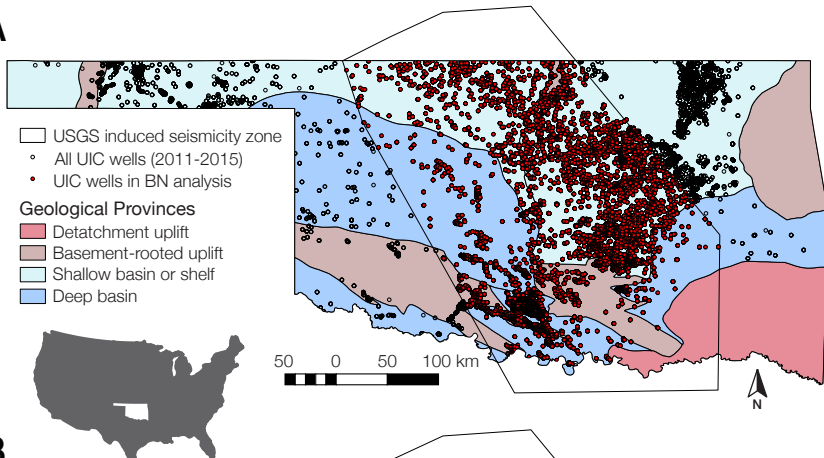 A
USGS induced seismicity zone
All UIC wells (2011-2015)
UIC wells in BN analysis
Geological Provinces
Detatchment uplift
Basement-rooted uplift
Shallow basin or shelf
Deep basin
50 0 50 100 km
N
B